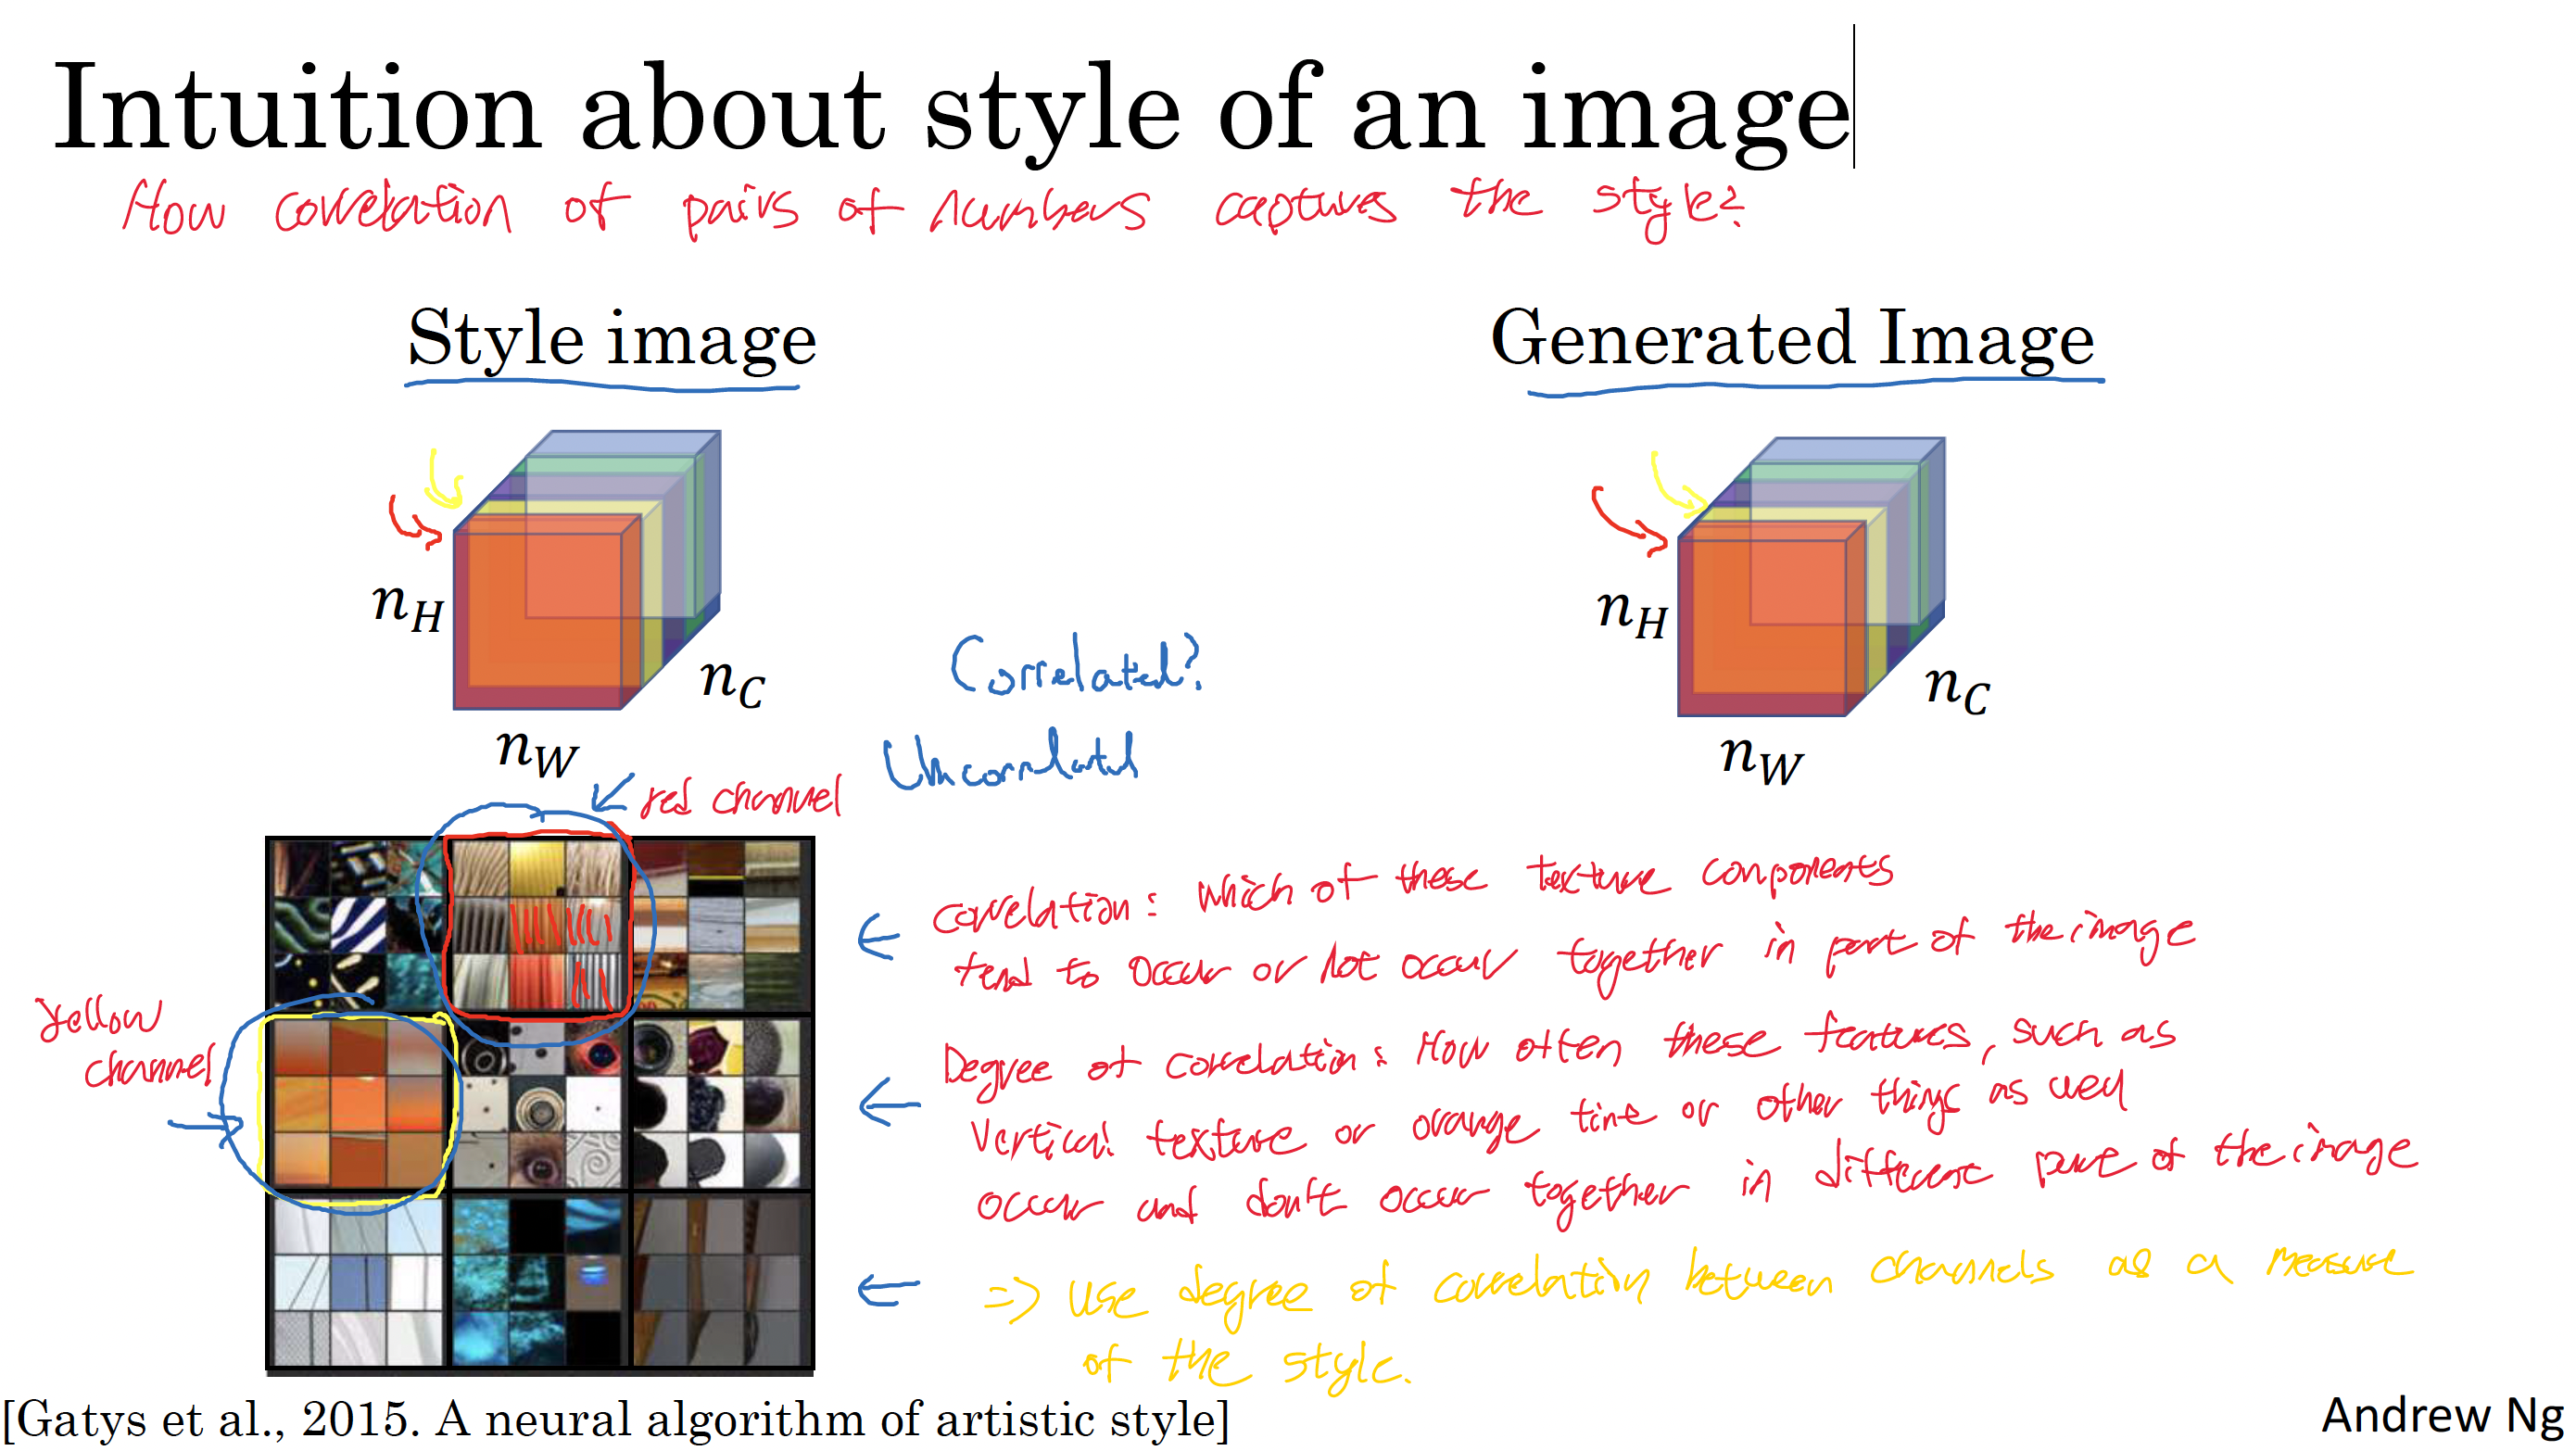 Intuition about style of an image
How correlation of pairs of numbers captures the style?
Style image
Generated Image
n_H
n_C
n_W
n_H
n_C
n_W
Correlated?
Uncorrelated
red channel
yellow
channel
correlation: which of these texture components
tend to occur or not occur together in part of the image
Degree of correlation: How often these features, such as
vertical texture or orange tint or other things as well
occur and don't occur together in different part of the image
=> use degree of correlation between channels as a measure
of the style.
[Gatys et al., 2015. A neural algorithm of artistic style]
Andrew Ng